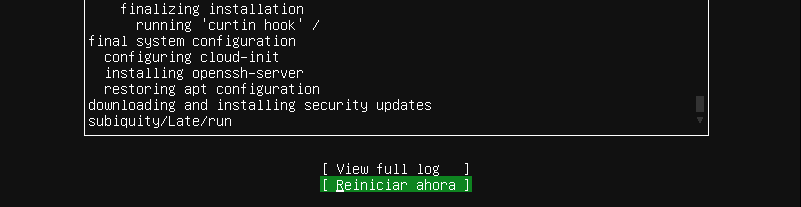 finalizing installation
running 'curtin hook' /
final system configuration
configuring cloud-init
installing openssh-server
restoring apt configuration
downloading and installing security updates
subiquity/Late/run
[ View full log ]
[ Reiniciar ahora ]